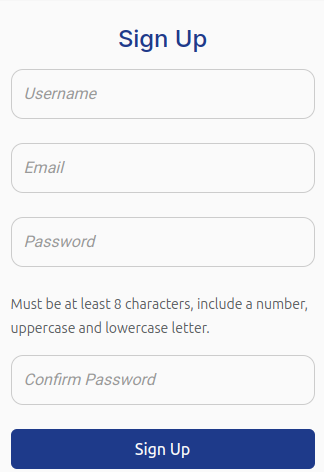 Sign Up
Username
Email
Password
Must be at least 8 characters, include a number,
uppercase and lowercase letter.
Confirm Password
Sign Up